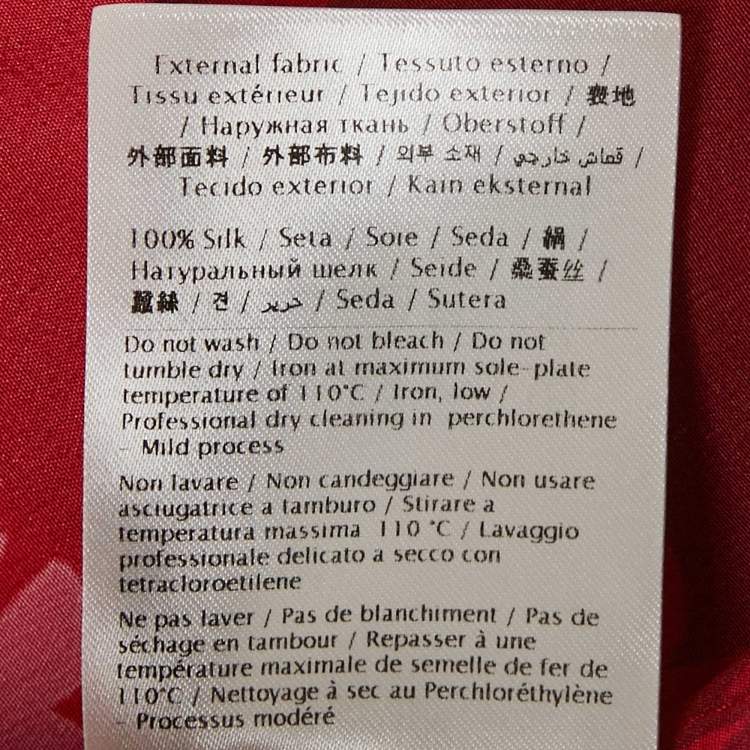 External fabric / Tessuto esterno /
Tissu extérieur / Tejido exterior / 表地
/ Наружная ткань / Oberstoff /
外部面料 / 外部布料 / 외부 소재 / قماش خارجي /
Tecido exterior / Kain eksternal
100% Silk / Seta / Soie / Seda / 絹 /
Натуральный шелк / Seide / 桑蚕丝 /
蠶絲 / 견 / حرير / Seda / Sutera
Do not wash / Do not bleach / Do not
tumble dry / Iron at maximum sole-plate
temperature of 110°C / Iron, low /
Professional dry cleaning in perchlorethene
- Mild process
Non lavare / Non candeggiare / Non usare
asciugatrice a tamburo / Stirare a
temperatura massima 110 °C / Lavaggio
professionale delicato a secco con
tetracloroetilene
Ne pas laver / Pas de blanchiment / Pas de
séchage en tambour / Repasser à une
température maximale de semelle de fer de
110°C / Nettoyage à sec au Perchloréthylène
- Processus modéré